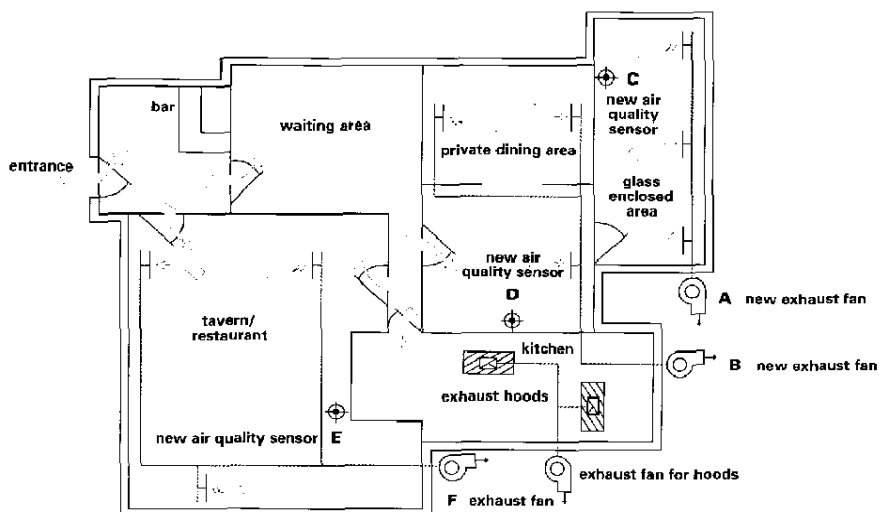 bar
waiting area
entrance
C
new air
quality
sensor
private dining area
glass
enclosed
area
new air
quality sensor
D
A new exhaust fan
tavern/
restaurant
kitchen
B new exhaust fan
exhaust hoods
new air quality sensor E
exhaust fan for hoods
F exhaust fan